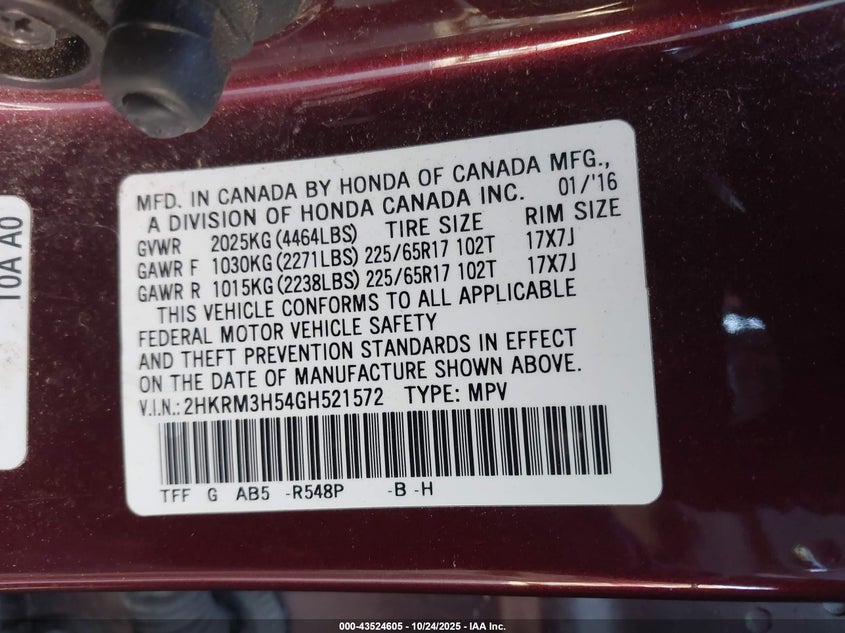 MFD. IN CANADA BY HONDA OF CANADA MFG.,
A DIVISION OF HONDA CANADA INC. 01/'16
GVWR 2025KG (4464LBS) TIRE SIZE RIM SIZE
GAWR F 1030KG (2271LBS) 225/65R17 102T 17X7J
GAWR R 1015KG (2238LBS) 225/65R17 102T 17X7J
THIS VEHICLE CONFORMS TO ALL APPLICABLE
FEDERAL MOTOR VEHICLE SAFETY
AND THEFT PREVENTION STANDARDS IN EFFECT
ON THE DATE OF MANUFACTURE SHOWN ABOVE.
V.I.N.: 2HKRM3H54GH521572 TYPE: MPV
TFF G AB5 -R548P -B -H
10A A0
000-43524605 - 10/24/2025 - IAA Inc.